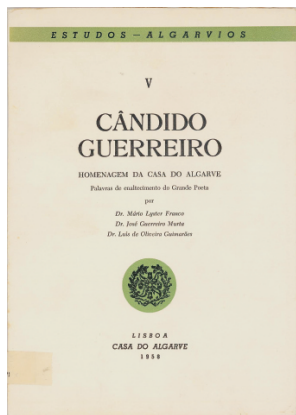 ESTUDOS — ALGARVIOS
V
CÂNDIDO
GUERREIRO
HOMENAGEM DA CASA DO ALGARVE
Palavras de enaltecimento do Grande Poeta
por
Dr. Mário Lyster Franco
Dr. José Guerreiro Murta
Dr. Luís de Oliveira Guimarães
LISBOA
CASA DO ALGARVE
1958